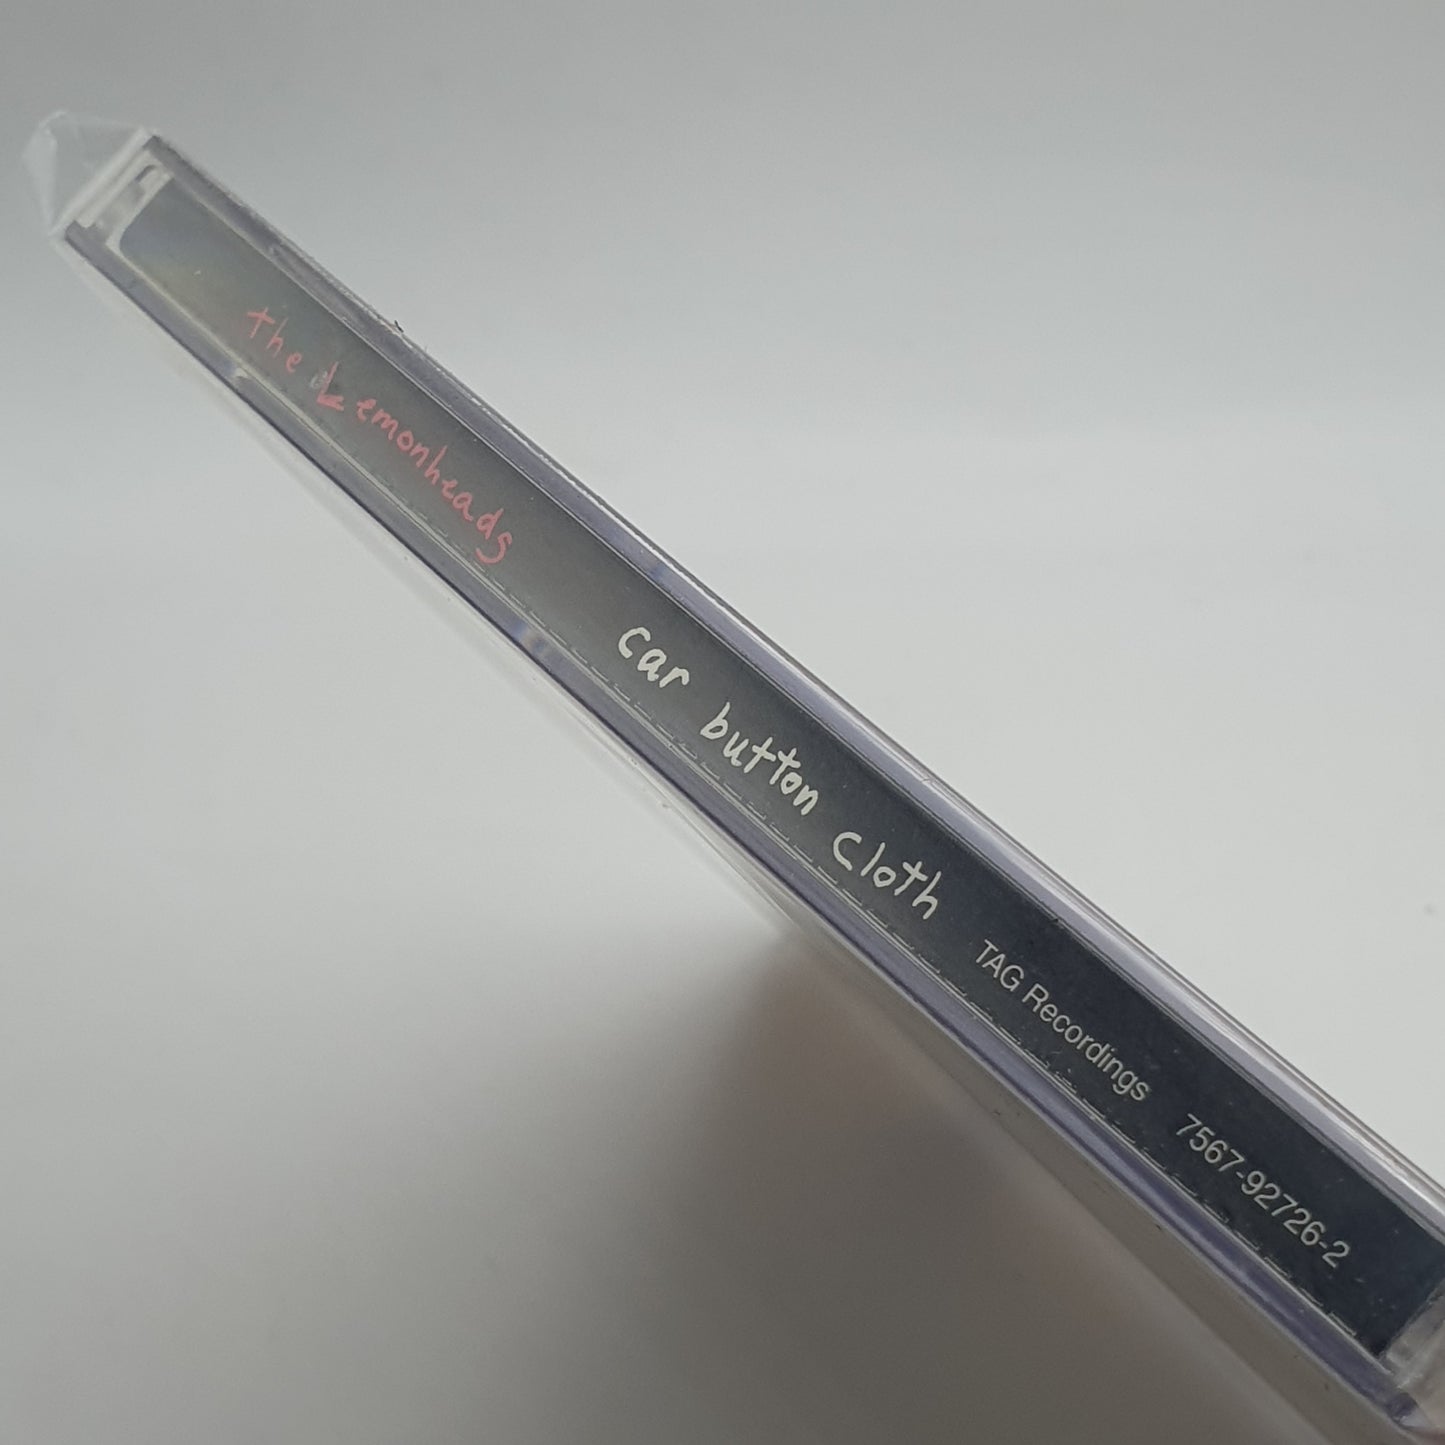 the Lemonheads car button cloth TAG Recordings 7567-92726-2